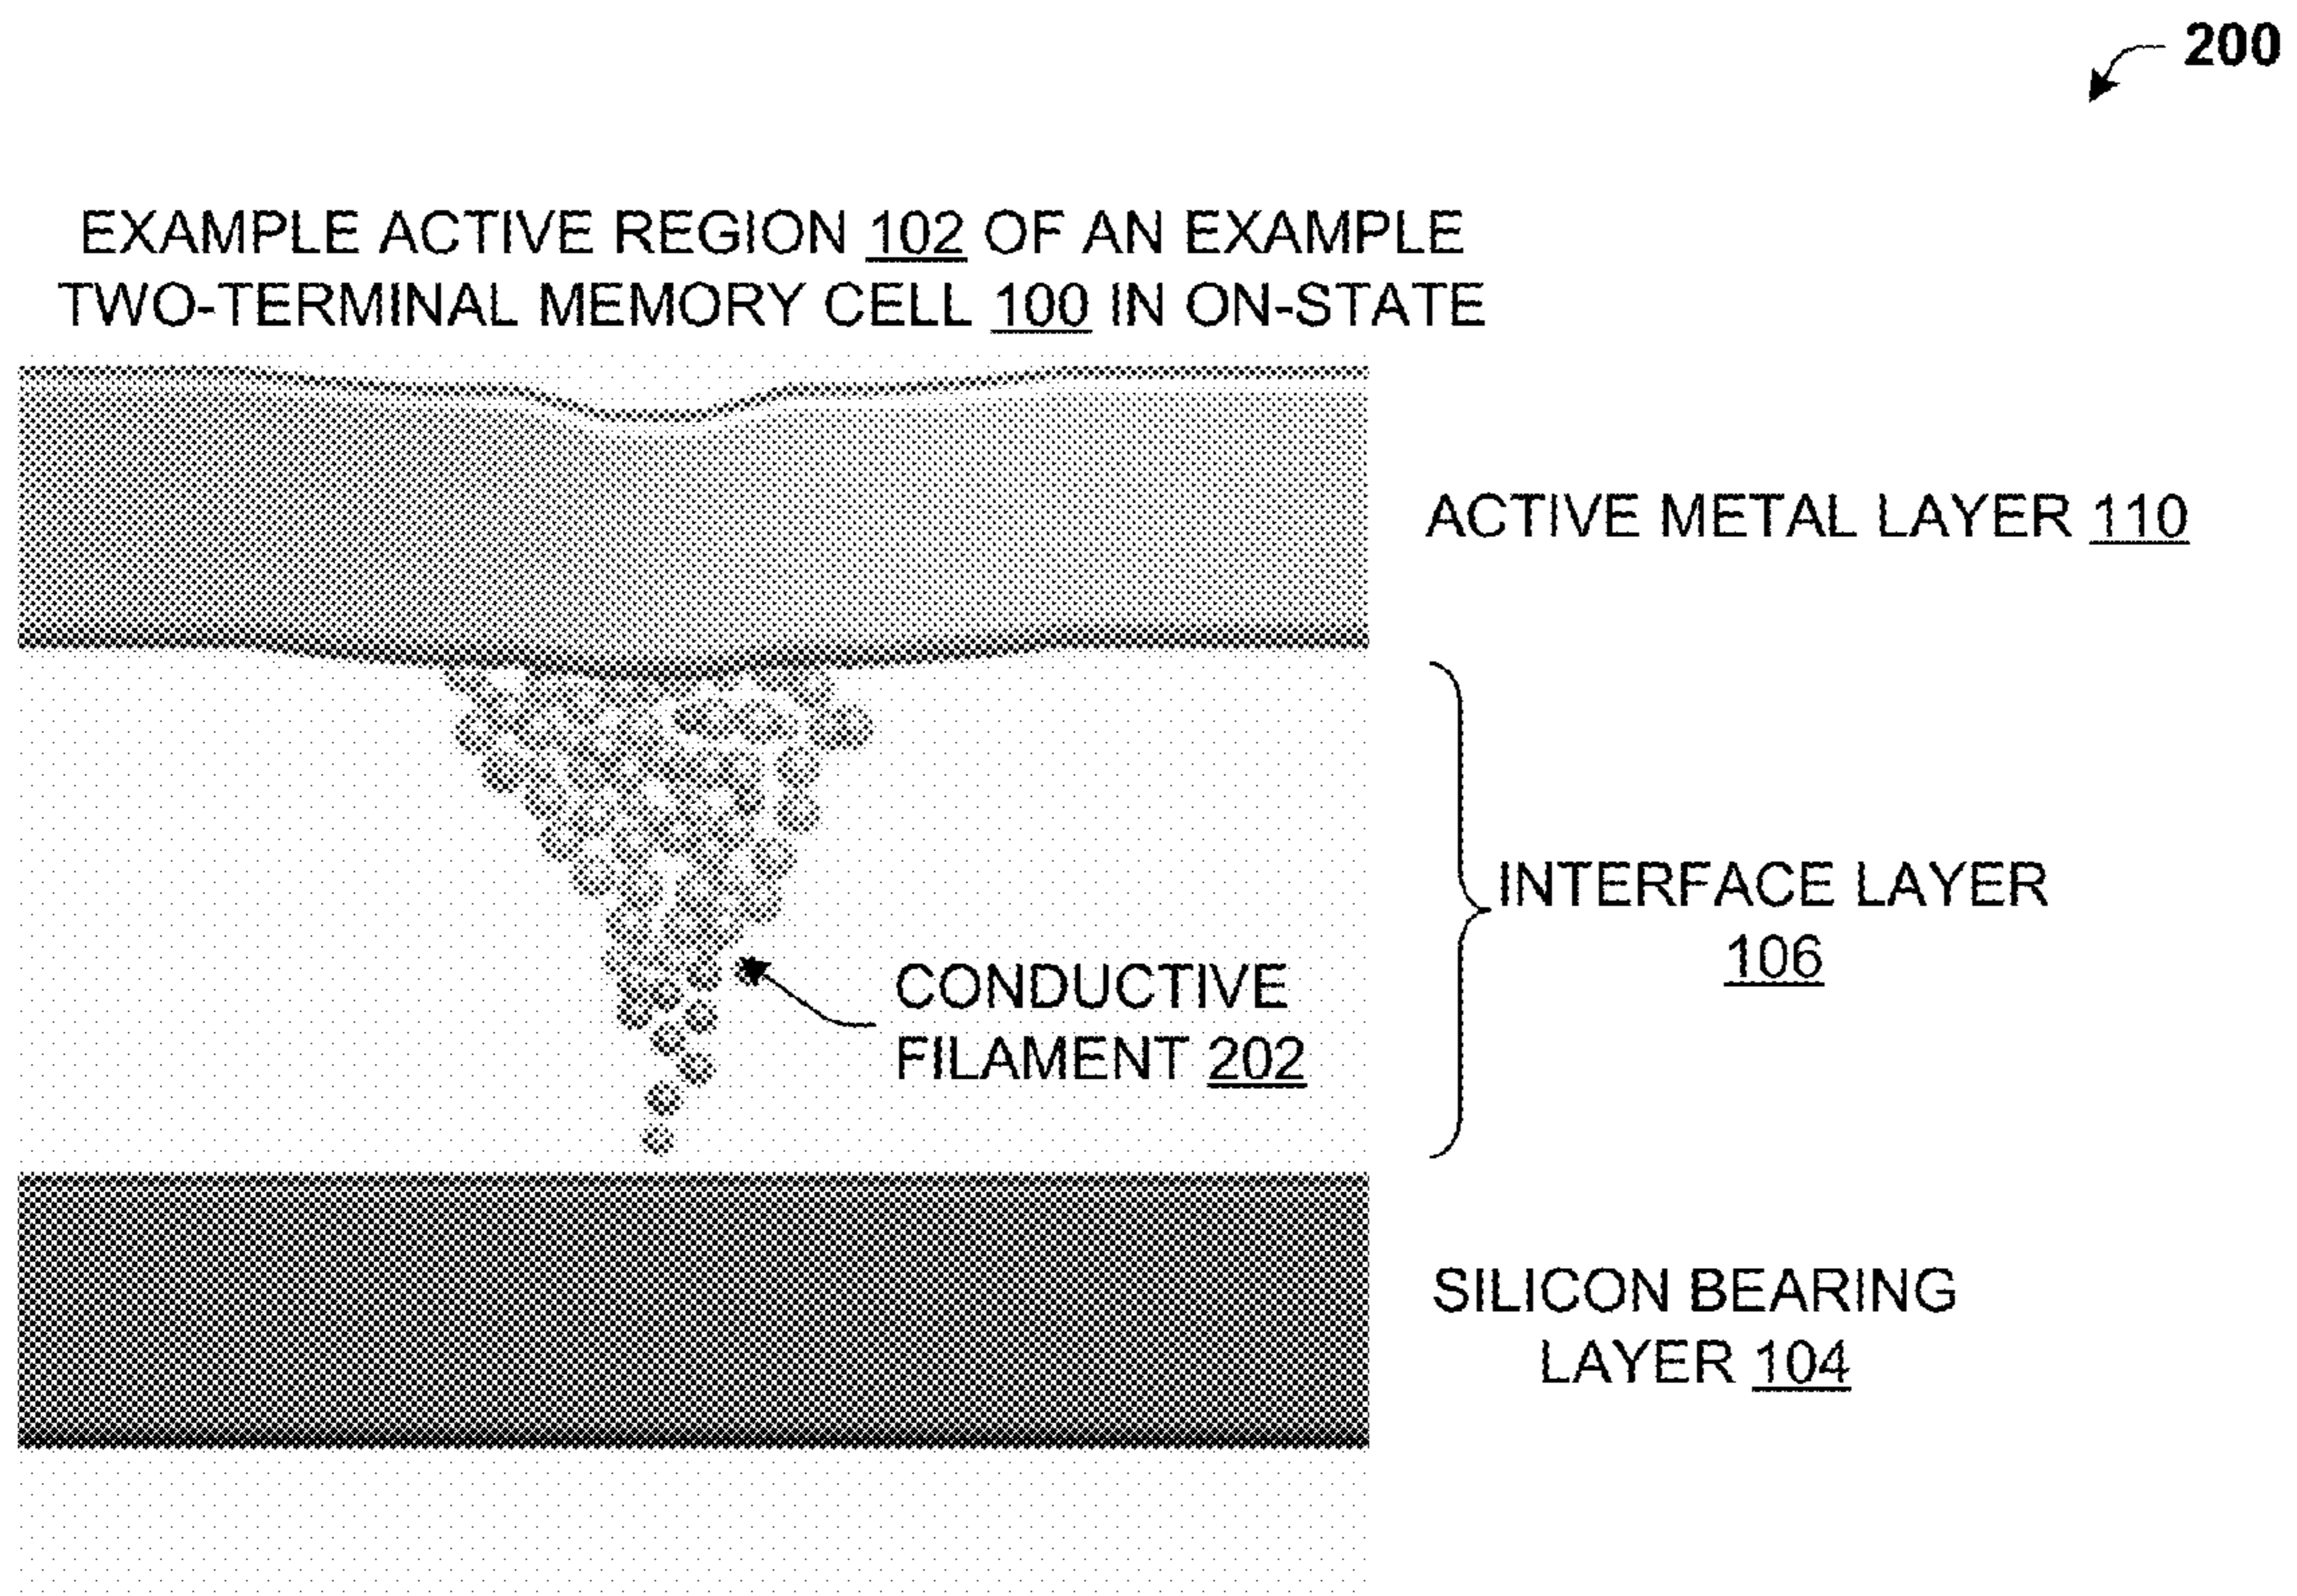 200
EXAMPLE ACTIVE REGION 102 OF AN EXAMPLE
TWO-TERMINAL MEMORY CELL 100 IN ON-STATE
ACTIVE METAL LAYER 110
INTERFACE LAYER
106
CONDUCTIVE
FILAMENT 202
SILICON BEARING
LAYER 104